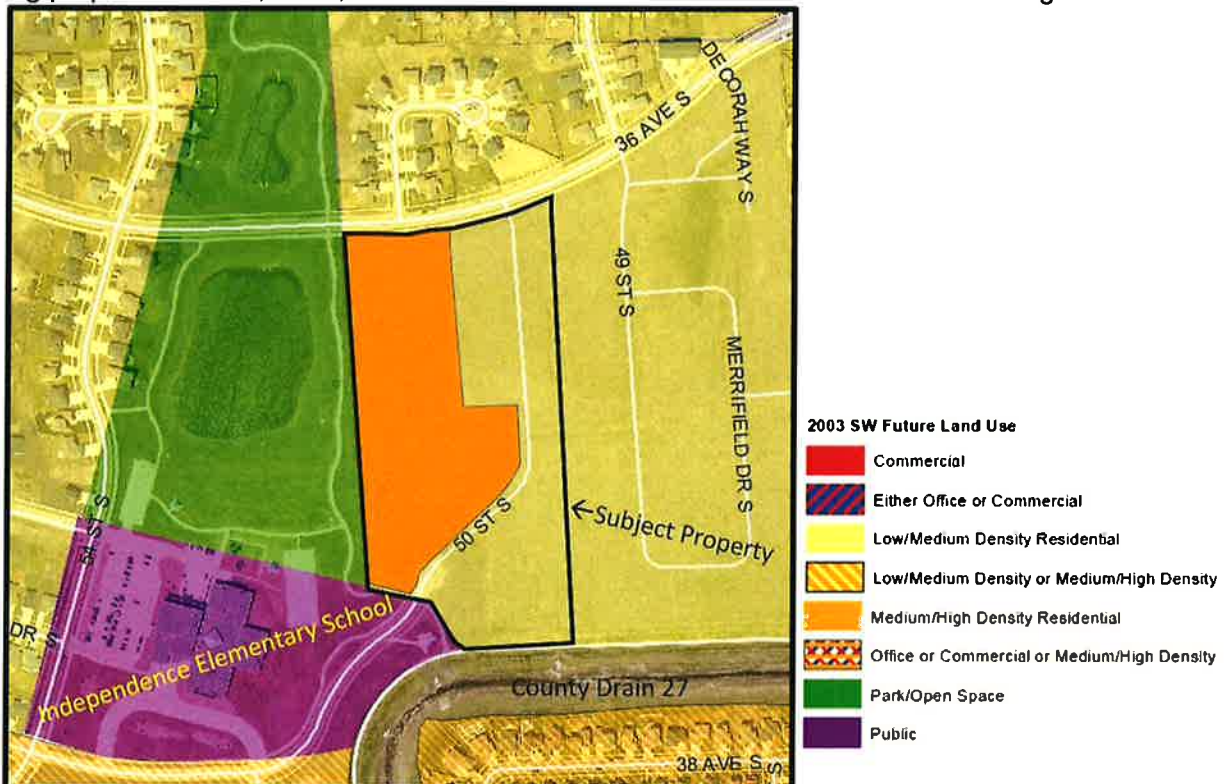 DECORAH WAY S
36 AVE S
49 ST S
MERRIFIELD DR S
50 ST S
←Subject Property
51 ST S
DR
S
Independence Elementary School
County Drain 27
38 AVE S
S
2003 SW Future Land Use
Commercial
Either Office or Commercial
Low/Medium Density Residential
Low/Medium Density or Medium/High Density
Medium/High Density Residential
Office or Commercial or Medium/High Density
Park/Open Space
Public